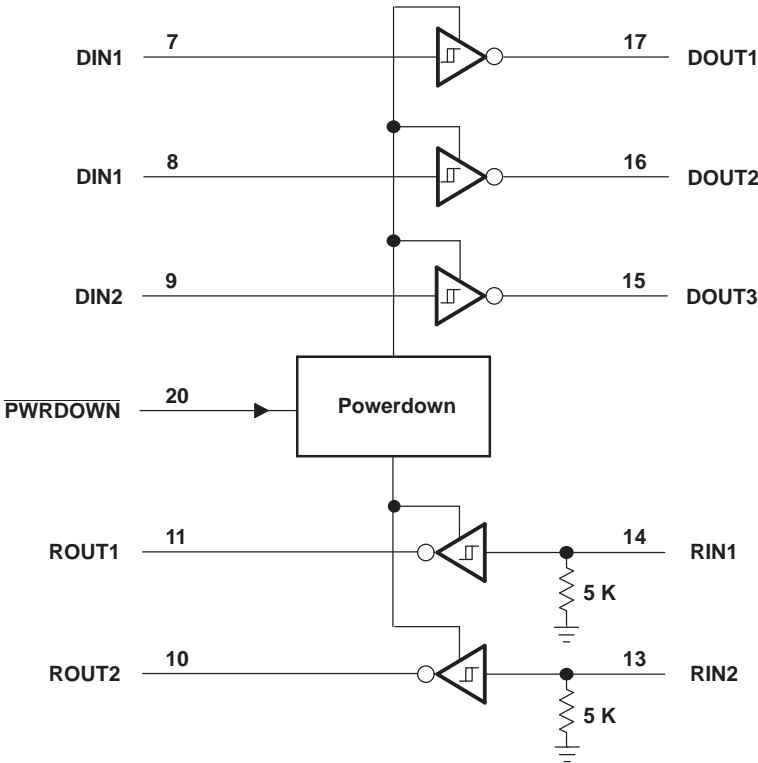 DIN1 7 17 DOUT1
DIN1 8 16 DOUT2
DIN2 9 15 DOUT3
PWRDOWN 20 Powerdown
ROUT1 11 14 RIN1
5 K
ROUT2 10 13 RIN2
5 K